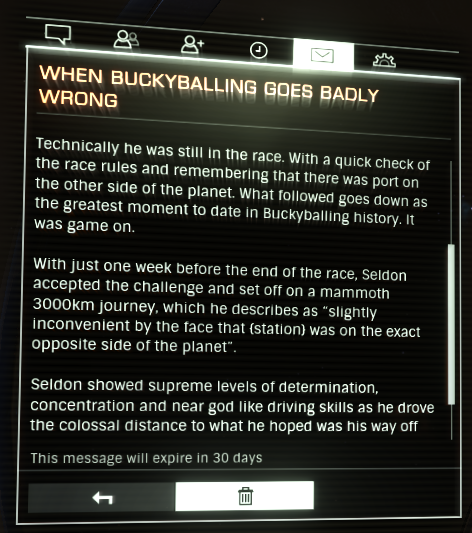 WHEN BUCKYBALLING GOES BADLY
WRONG
Technically he was still in the race. With a quick check of
the race rules and remembering that there was port on
the other side of the planet. What followed goes down as
the greatest moment to date in Buckyballing history. It
was game on.
With just one week before the end of the race, Seldon
accepted the challenge and set off on a mammoth
3000km journey, which he describes as "slightly
inconvenient by the face that (station) was on the exact
opposite side of the planet".
Seldon showed supreme levels of determination,
concentration and near god like driving skills as he drove
the colossal distance to what he hoped was his way off
This message will expire in 30 days